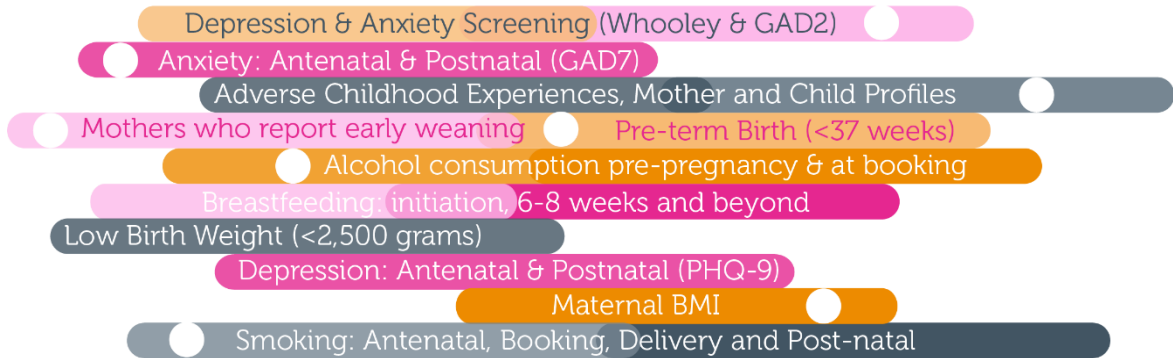 Depression & Anxiety Screening (Whooley & GAD2)
Anxiety: Antenatal & Postnatal (GAD7)
Adverse Childhood Experiences, Mother and Child Profiles
Mothers who report early weaning
Pre-term Birth (<37 weeks)
Alcohol consumption pre-pregnancy & at booking
Breastfeeding: initiation, 6-8 weeks and beyond
Low Birth Weight (<2,500 grams)
Depression: Antenatal & Postnatal (PHQ-9)
Maternal BMI
Smoking: Antenatal, Booking, Delivery and Post-natal